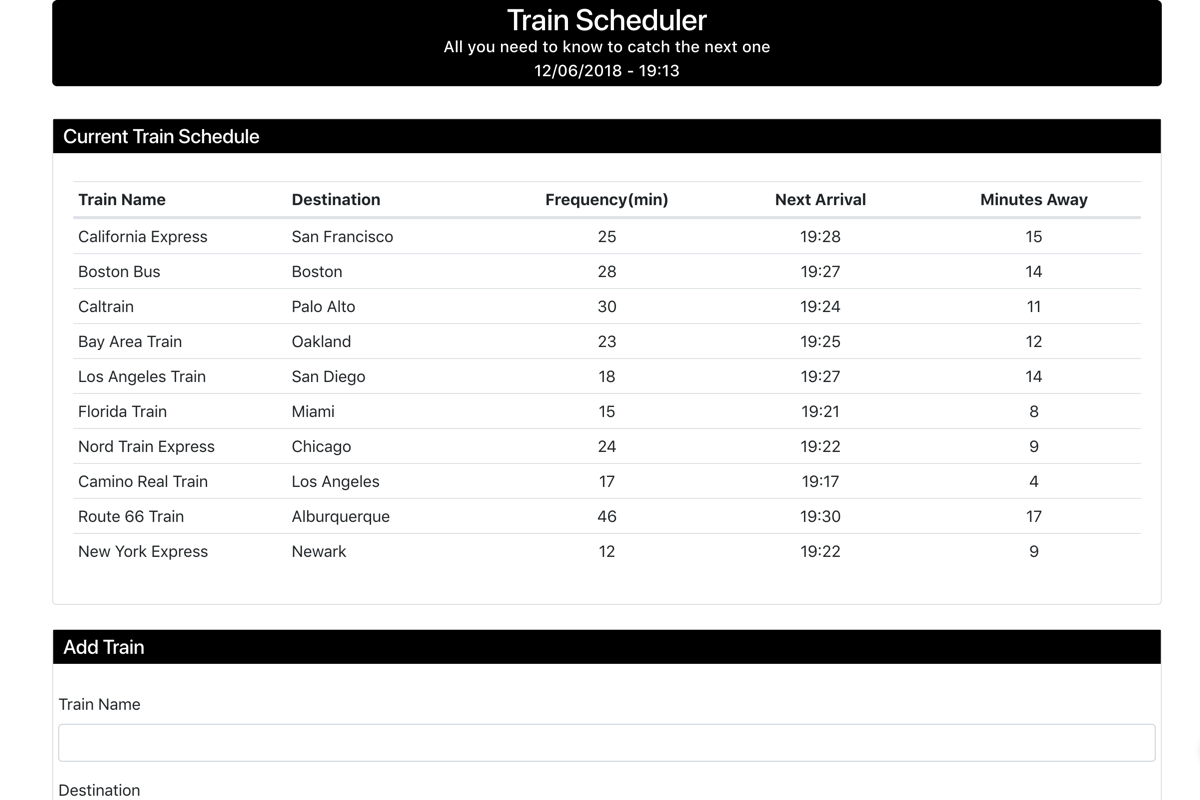 Train Scheduler
All you need to know to catch the next one
12/06/2018 - 19:13
Current Train Schedule
Train Name Destination Frequency(min) Next Arrival Minutes Away
California Express San Francisco 25 19:28 15
Boston Bus Boston 28 19:27 14
Caltrain Palo Alto 30 19:24 11
Bay Area Train Oakland 23 19:25 12
Los Angeles Train San Diego 18 19:27 14
Florida Train Miami 15 19:21 8
Nord Train Express Chicago 24 19:22 9
Camino Real Train Los Angeles 17 19:17 4
Route 66 Train Alburquerque 46 19:30 17
New York Express Newark 12 19:22 9
Add Train
Train Name
Destination